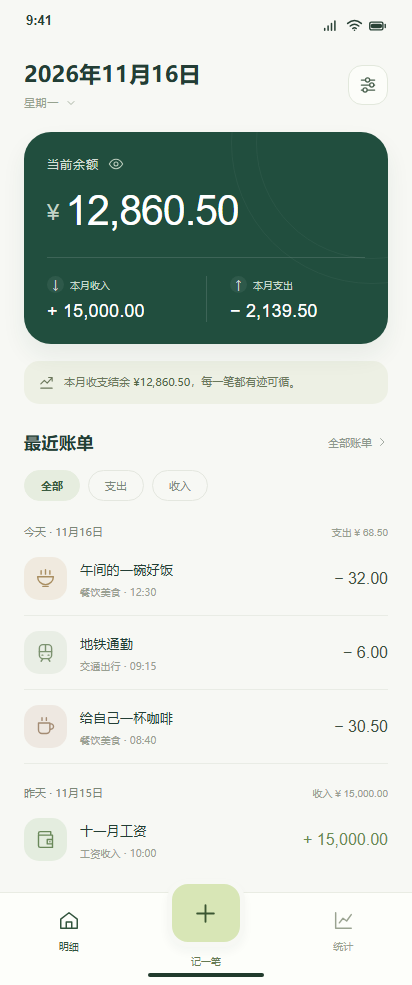 9:41
2026年11月16日
星期一
当前余额
¥ 12,860.50
本月收入
+ 15,000.00
本月支出
− 2,139.50
本月收支结余 ¥12,860.50，每一笔都有迹可循。
最近账单
全部账单
全部 支出 收入
今天 · 11月16日 支出 ¥ 68.50
午间的一碗好饭
餐饮美食 · 12:30
− 32.00
地铁通勤
交通出行 · 09:15
− 6.00
给自己一杯咖啡
餐饮美食 · 08:40
− 30.50
昨天 · 11月15日 收入 ¥ 15,000.00
十一月工资
工资收入 · 10:00
+ 15,000.00
明细
记一笔
统计